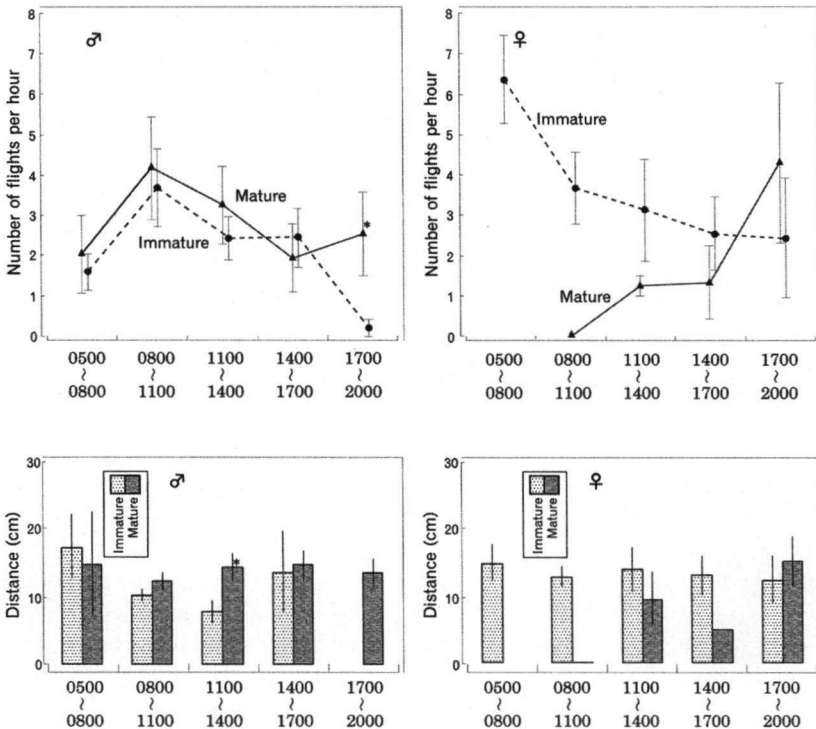 ♂
Number of flights per hour
8
7
6
5
4
3
2
1
0
Mature
Immature
*
0500 0800 1100 1400 1700
~ ~ ~ ~ ~
0800 1100 1400 1700 2000
♀
Number of flights per hour
8
7
6
5
4
3
2
1
0
Immature
Mature
0500 0800 1100 1400 1700
~ ~ ~ ~ ~
0800 1100 1400 1700 2000
♂
Distance (cm)
30
20
10
0
Immature
Mature
*
0500 0800 1100 1400 1700
~ ~ ~ ~ ~
0800 1100 1400 1700 2000
♀
Distance (cm)
30
20
10
0
Immature
Mature
0500 0800 1100 1400 1700
~ ~ ~ ~ ~
0800 1100 1400 1700 2000